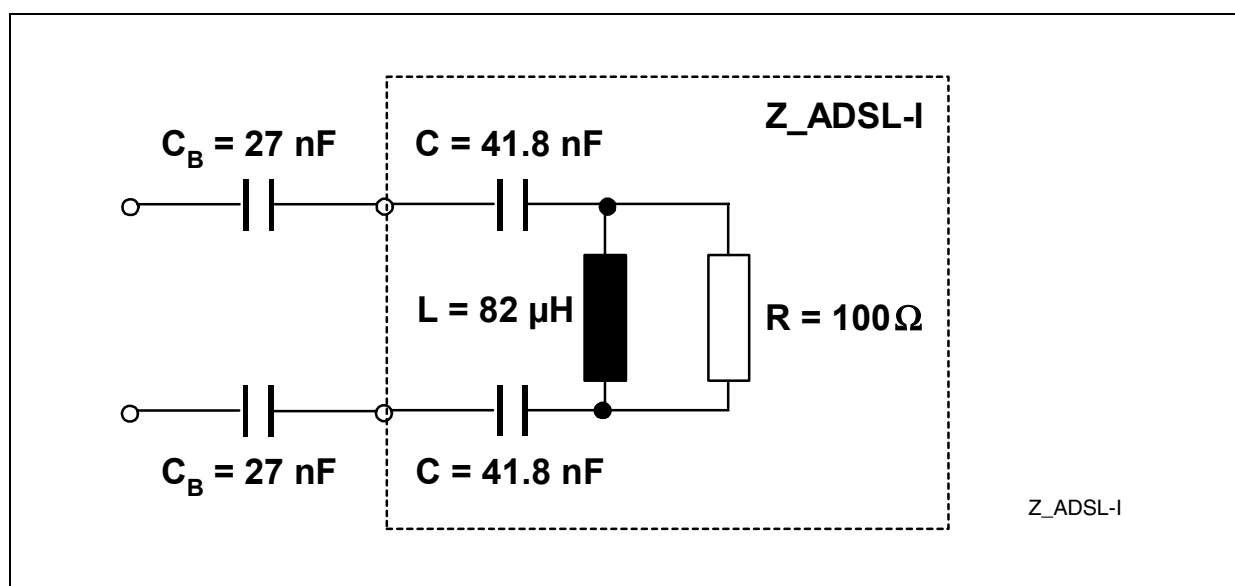 Z_ADSL-I
C_B = 27 nF
C = 41.8 nF
L = 82 µH
R = 100Ω
C_B = 27 nF
C = 41.8 nF
Z_ADSL-I